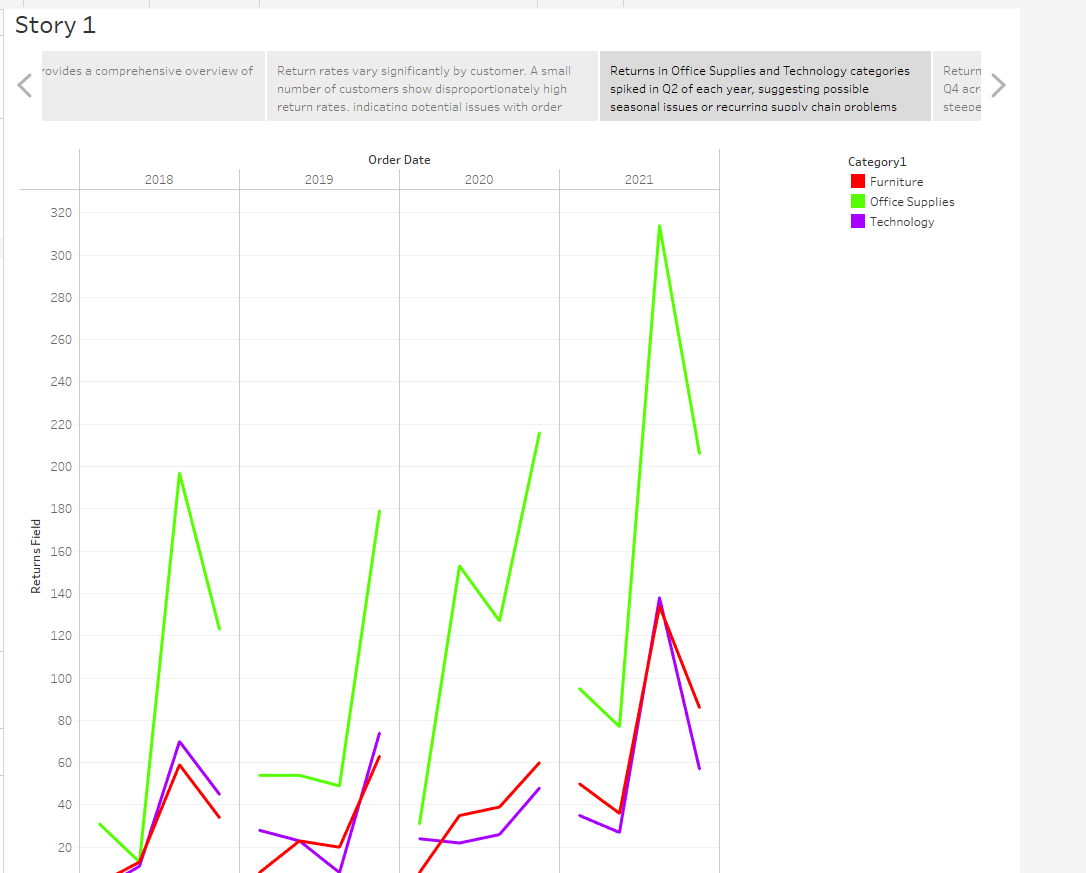 Story 1
rovides a comprehensive overview of
Return rates vary significantly by customer. A small
number of customers show disproportionately high
return rates, indicating potential issues with order
Returns in Office Supplies and Technology categories
spiked in Q2 of each year, suggesting possible
seasonal issues or recurring supply chain problems
Return
Q4 acr
steepe
Order Date
2018
2019
2020
2021
Category1
Furniture
Office Supplies
Technology
Returns Field
320
300
280
260
240
220
200
180
160
140
120
100
80
60
40
20